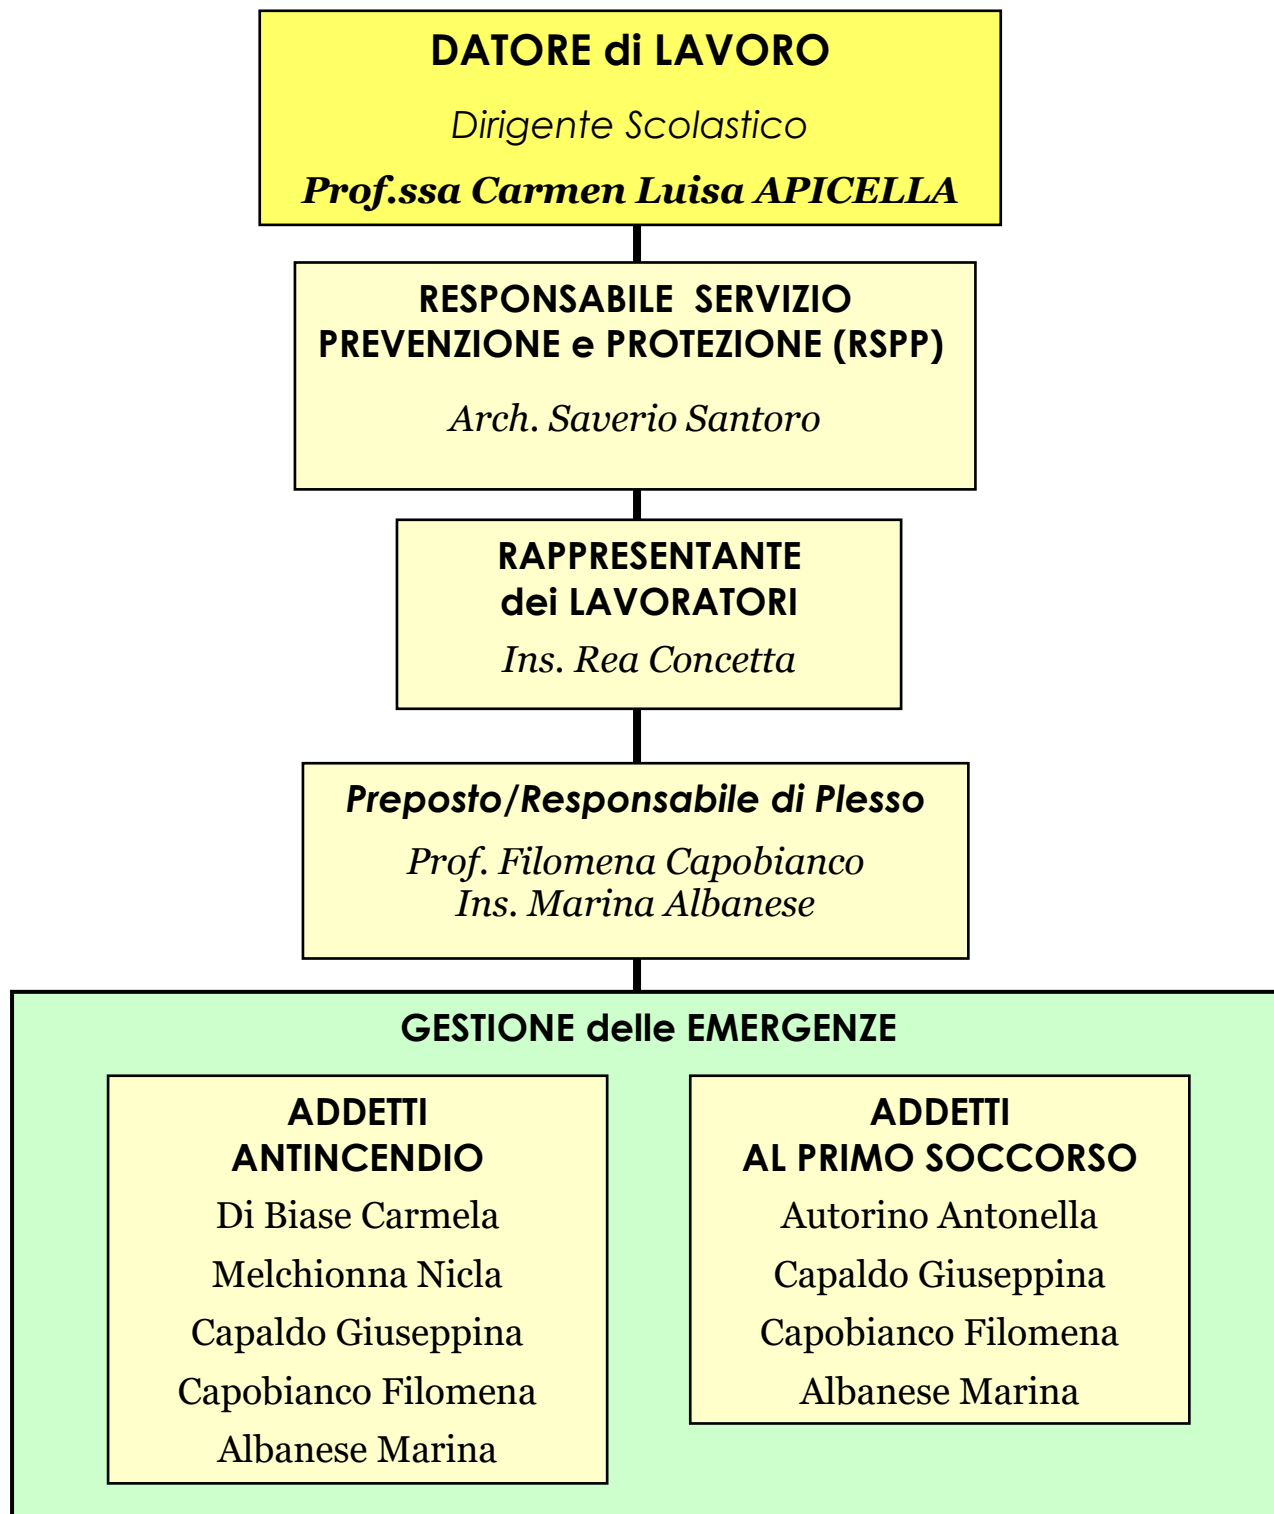 DATORE di LAVORO
Dirigente Scolastico
Prof.ssa Carmen Luisa APICELLA
RESPONSABILE SERVIZIO
PREVENZIONE e PROTEZIONE (RSPP)
Arch. Saverio Santoro
RAPPRESENTANTE
dei LAVORATORI
Ins. Rea Concetta
Preposto/Responsabile di Plesso
Prof. Filomena Capobianco
Ins. Marina Albanese
GESTIONE delle EMERGENZE
ADDETTI
ANTINCENDIO
Di Biase Carmela
Melchionna Nicla
Capaldo Giuseppina
Capobianco Filomena
Albanese Marina
ADDETTI
AL PRIMO SOCCORSO
Autorino Antonella
Capaldo Giuseppina
Capobianco Filomena
Albanese Marina